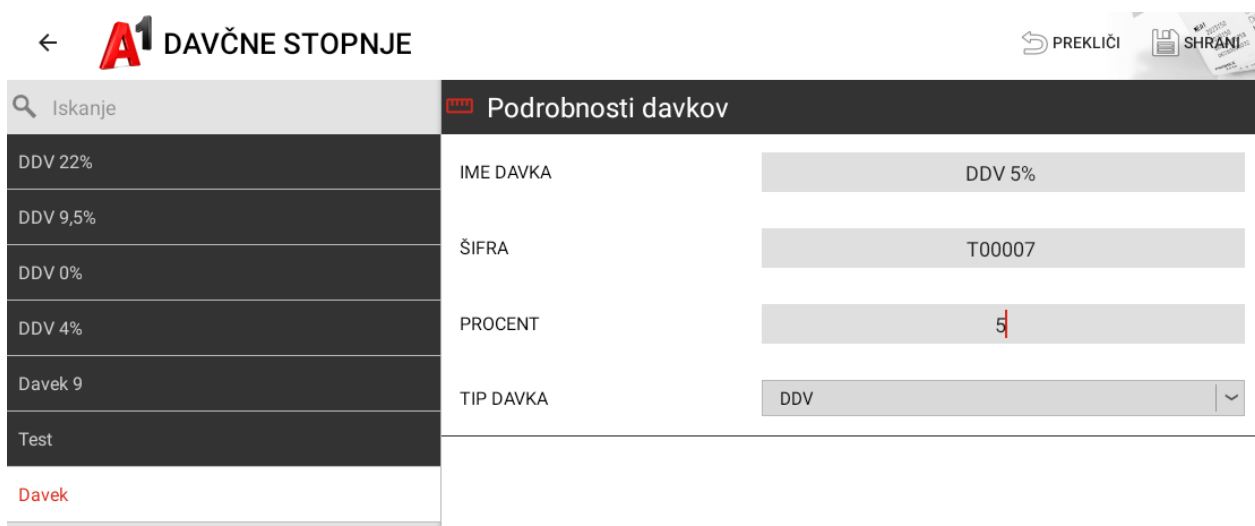 A1 DAVČNE STOPNJE
PREKLIČI
SHRANI
Iskanje
DDV 22%
DDV 9,5%
DDV 0%
DDV 4%
Davek 9
Test
Davek
Podrobnosti davkov
IME DAVKA
DDV 5%
ŠIFRA
T00007
PROCENT
5
TIP DAVKA
DDV